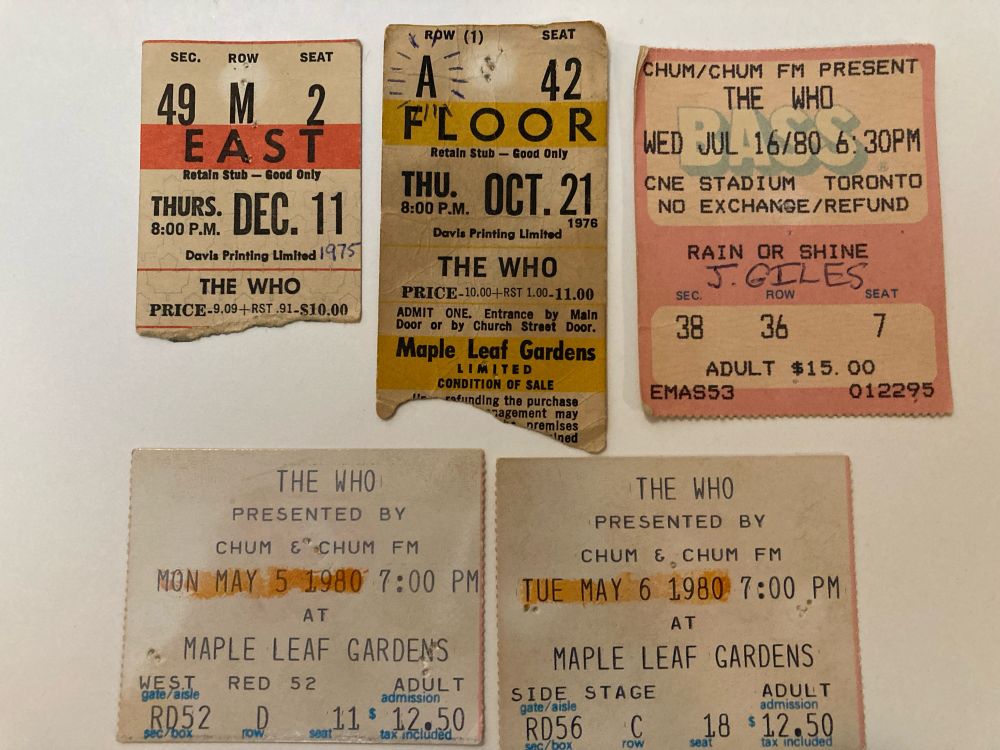 SEC. ROW SEAT
49 M 2
EAST
Retain Stub — Good Only
THURS. DEC. 11
8:00 P.M.
Davis Printing Limited 1975
THE WHO
PRICE-9.09+RST .91-$10.00
ROW (1) SEAT
A 42
FLOOR
Retain Stub — Good Only
THU. OCT. 21
8:00 P.M.
1976
Davis Printing Limited
THE WHO
PRICE-10.00+RST 1.00-11.00
ADMIT ONE. Entrance by Main
Door or by Church Street Door.
Maple Leaf Gardens
LIMITED
CONDITION OF SALE
refunding the purchase
agement may
premises
ined
CHUM/CHUM FM PRESENT
THE WHO
BASS
WED JUL 16/80 6:30PM
CNE STADIUM TORONTO
NO EXCHANGE/REFUND
RAIN OR SHINE
J. GILES
SEC. ROW SEAT
38 36 7
ADULT $15.00
EMAS53 012295
THE WHO
PRESENTED BY
CHUM & CHUM FM
MON MAY 5 1980 7:00 PM
AT
MAPLE LEAF GARDENS
WEST RED 52 ADULT
gate/aisle admission
RD52 D 11 $ 12.50
sec/box row seat tax included
THE WHO
PRESENTED BY
CHUM & CHUM FM
TUE MAY 6 1980 7:00 PM
AT
MAPLE LEAF GARDENS
SIDE STAGE ADULT
gate/aisle admission
RD56 C 18 $ 12.50
sec/box row seat tax included